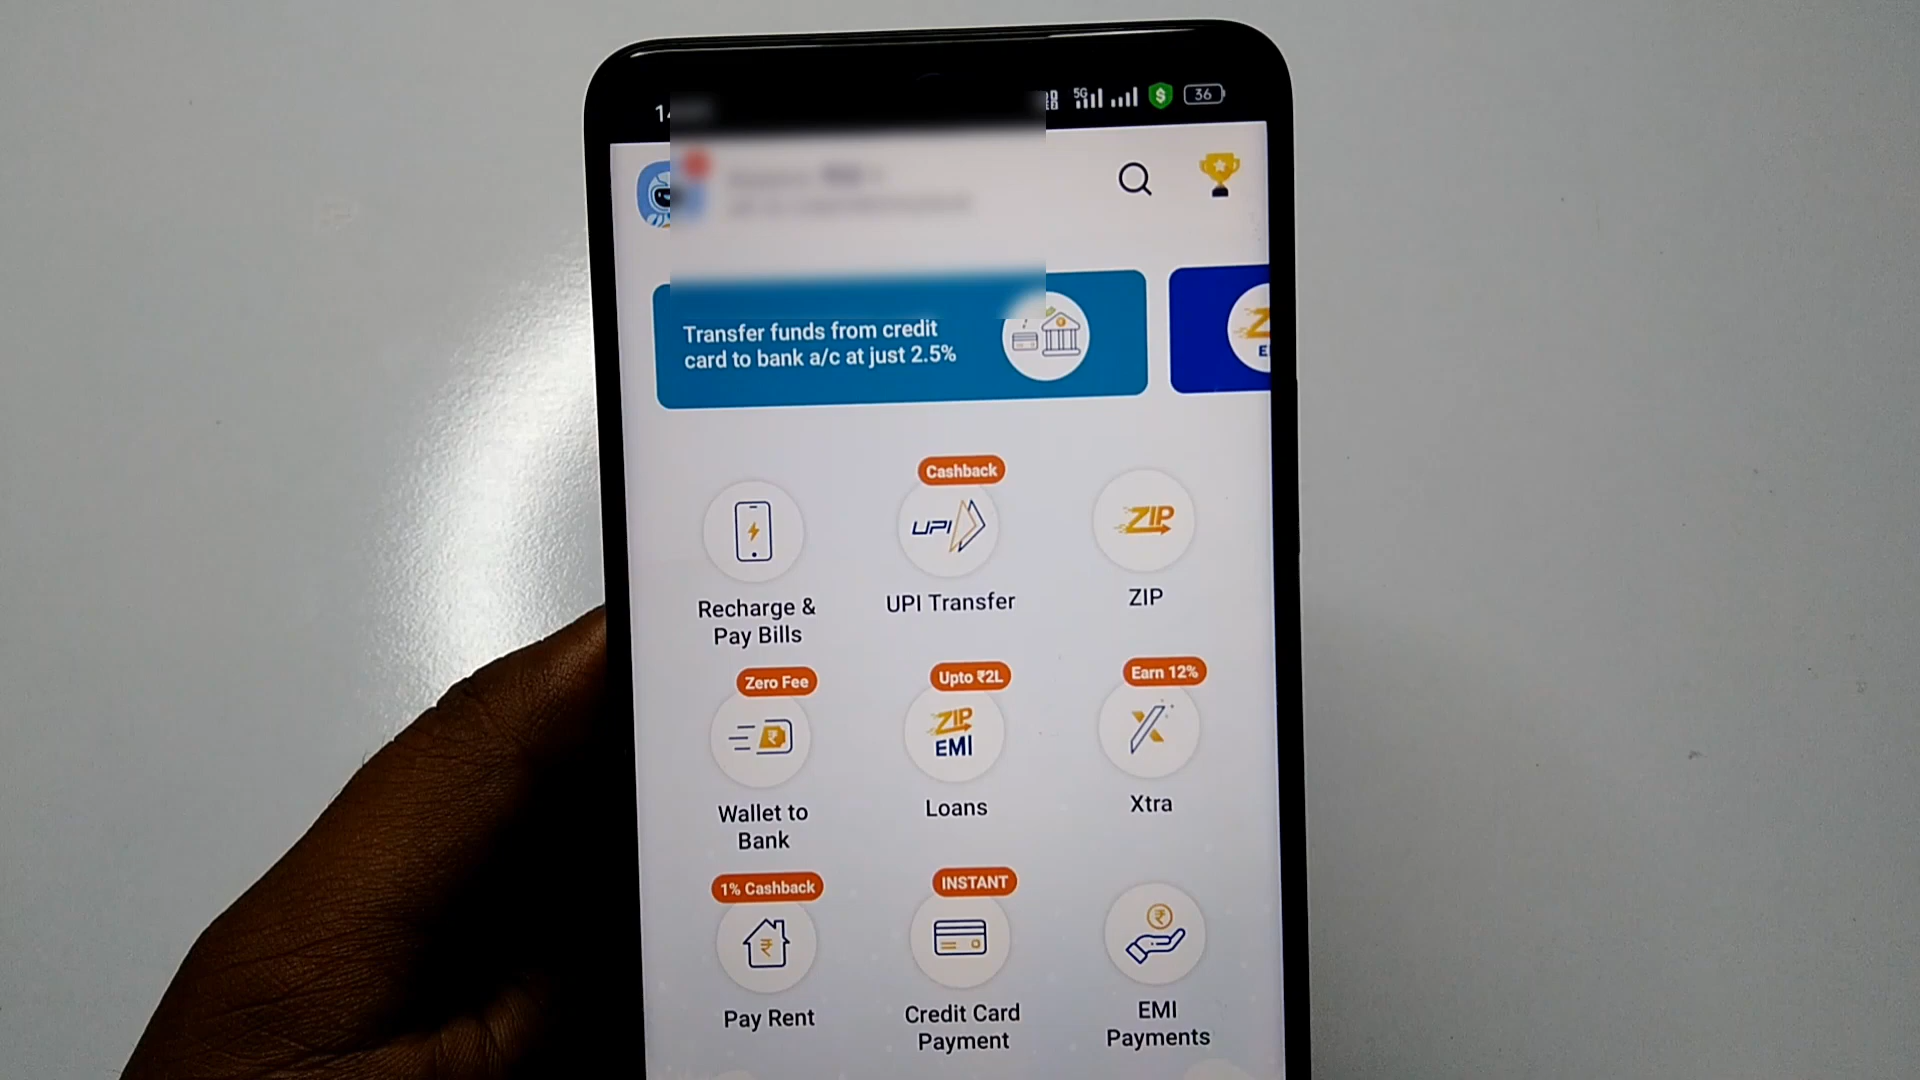 5G
36
Transfer funds from credit
card to bank a/c at just 2.5%
Cashback
UPI
ZIP
Recharge &
Pay Bills
UPI Transfer
ZIP
Zero Fee
Upto ₹2L
Earn 12%
ZIP
EMI
Wallet to
Bank
Loans
Xtra
1% Cashback
INSTANT
Pay Rent
Credit Card
Payment
EMI
Payments